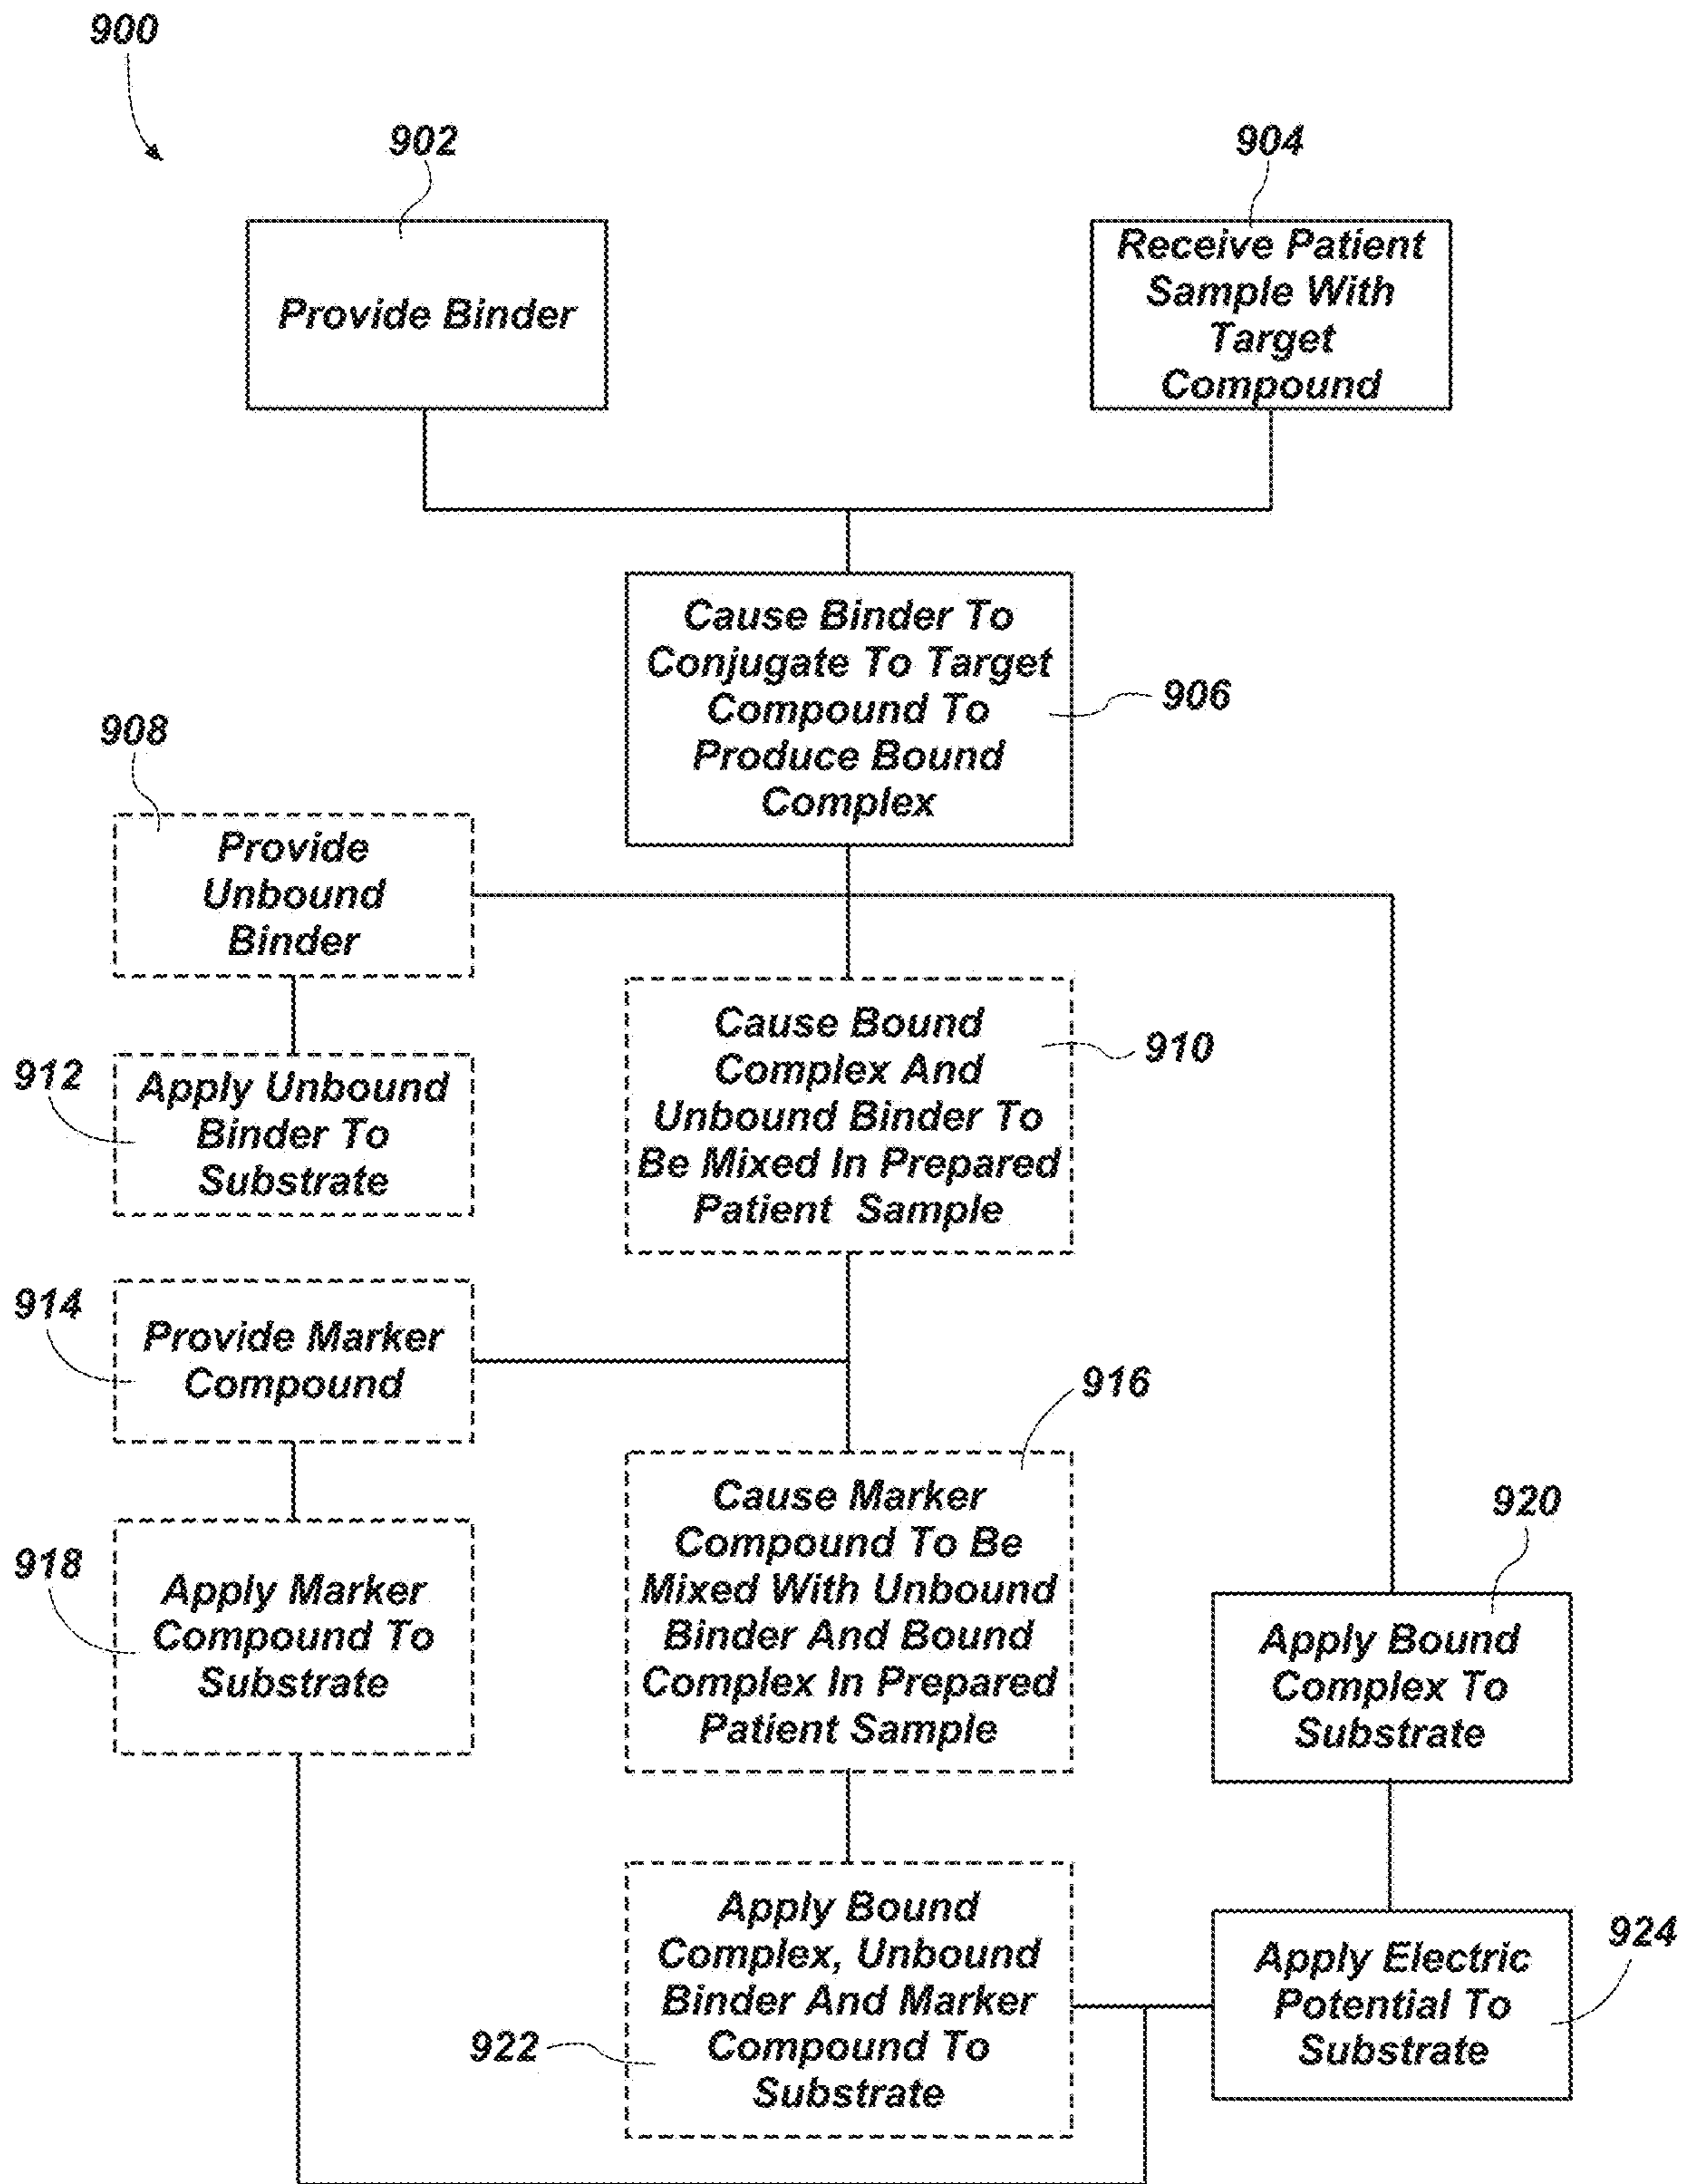 900
902
904
Provide Binder
Receive Patient
Sample With
Target
Compound
Cause Binder To
Conjugate To Target
Compound To
Produce Bound
Complex
906
908
Provide
Unbound
Binder
Cause Bound
Complex And
Unbound Binder To
Be Mixed In Prepared
Patient Sample
910
912
Apply Unbound
Binder To
Substrate
914
Provide Marker
Compound
916
Cause Marker
Compound To Be
Mixed With Unbound
Binder And Bound
Complex In Prepared
Patient Sample
918
Apply Marker
Compound To
Substrate
920
Apply Bound
Complex To
Substrate
Apply Bound
Complex, Unbound
Binder And Marker
Compound To
Substrate
922
Apply Electric
Potential To
Substrate
924